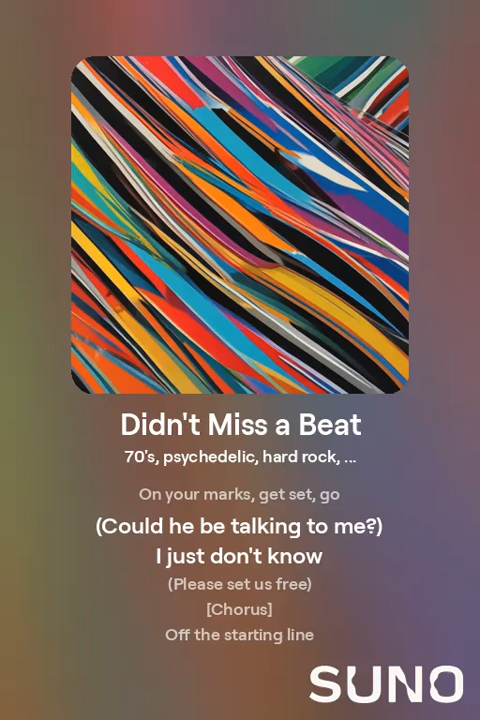 Didn't Miss a Beat
70's, psychedelic, hard rock, ...
On your marks, get set, go
(Could he be talking to me?)
I just don't know
(Please set us free)
[Chorus]
Off the starting line
SUNO